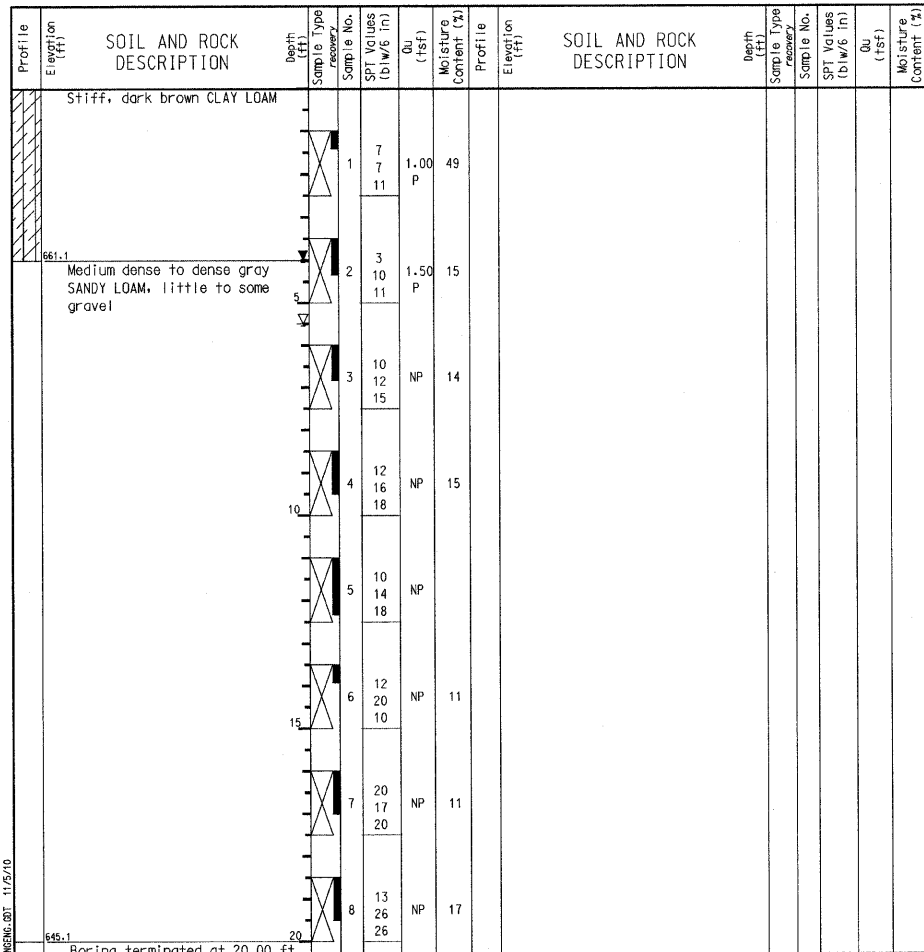 Profile
Elevation (ft)
SOIL AND ROCK DESCRIPTION
Depth (ft)
Sample Type recovery
Sample No.
SPT Values (blw/6 in)
Qu (tsf)
Moisture Content (%)
Profile
Elevation (ft)
SOIL AND ROCK DESCRIPTION
Depth (ft)
Sample Type recovery
Sample No.
SPT Values (blw/6 in)
Qu (tsf)
Moisture Content (%)
Stiff, dark brown CLAY LOAM
7
1 7 1.00 49
11 P
661.1
3
Medium dense to dense gray
2 10 1.50 15
SANDY LOAM, little to some
5 11 P
gravel
10
3 12 NP 14
15
12
4 16 NP 15
10 18
10
5 14 NP
18
12
6 20 NP 11
15 10
20
7 17 NP 11
20
13
8 26 NP 17
26
645.1 20
Boring terminated at 20.00 ft
NGENG.GDT 11/5/10